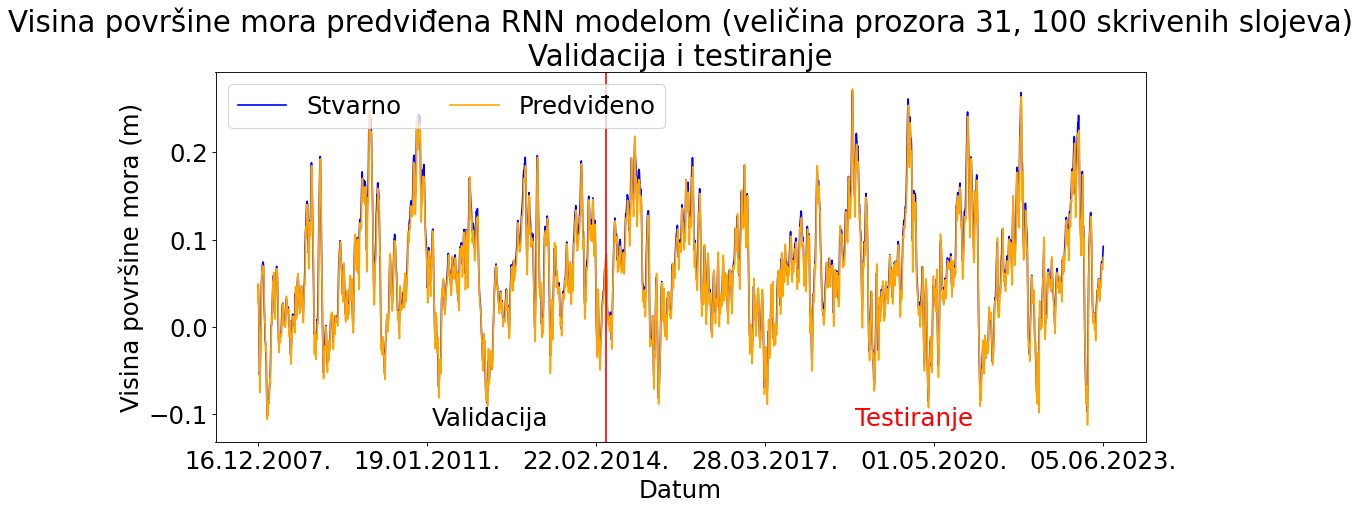 Visina površine mora predviđena RNN modelom (veličina prozora 31, 100 skrivenih slojeva)
Validacija i testiranje
Stvarno
Predviđeno
Visina površine mora (m)
0.2
0.1
0.0
−0.1
Validacija
Testiranje
16.12.2007.
19.01.2011.
22.02.2014.
28.03.2017.
01.05.2020.
05.06.2023.
Datum